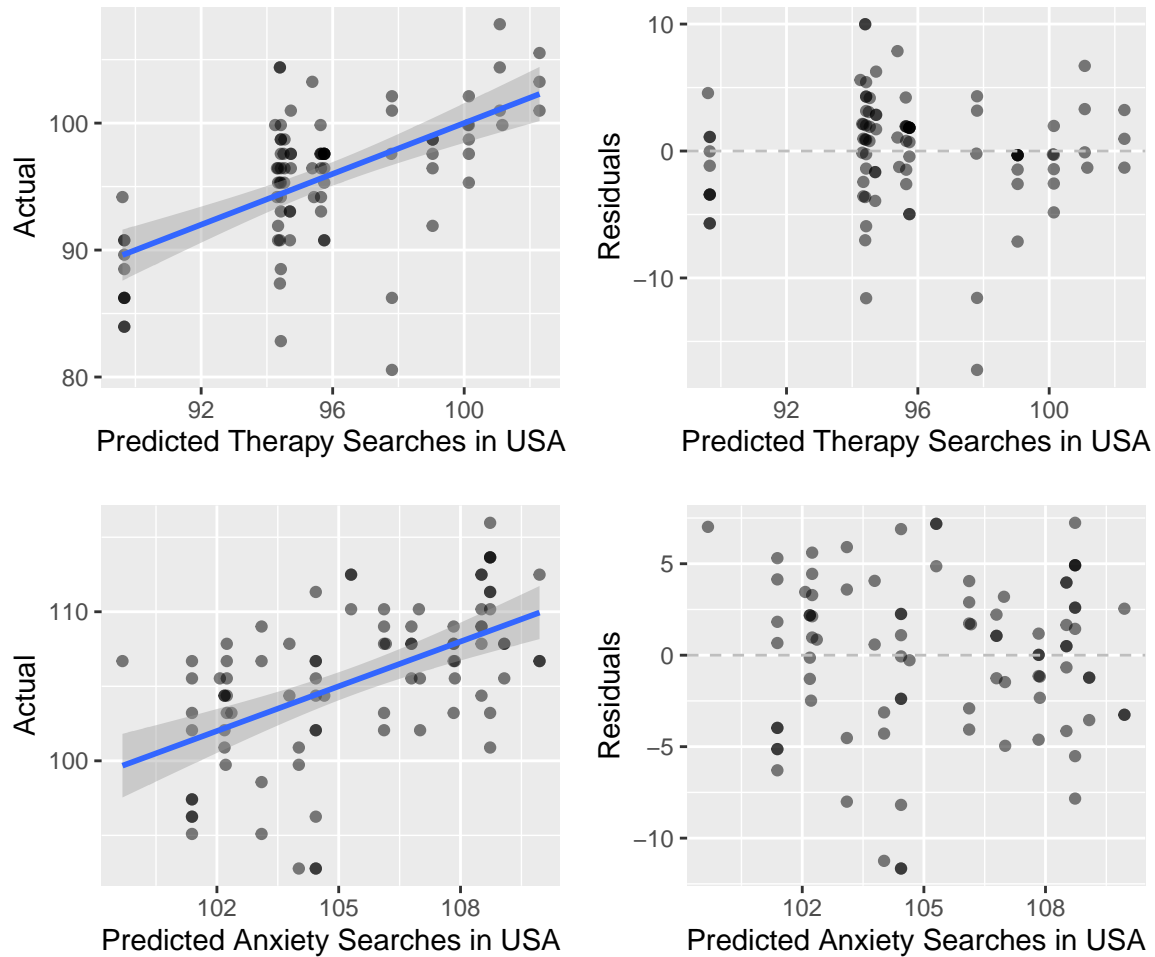 Actual
100
90
80
92 96 100
Predicted Therapy Searches in USA
Residuals
10
0
−10
92 96 100
Predicted Therapy Searches in USA
Actual
110
100
102 105 108
Predicted Anxiety Searches in USA
Residuals
5
0
−5
−10
102 105 108
Predicted Anxiety Searches in USA